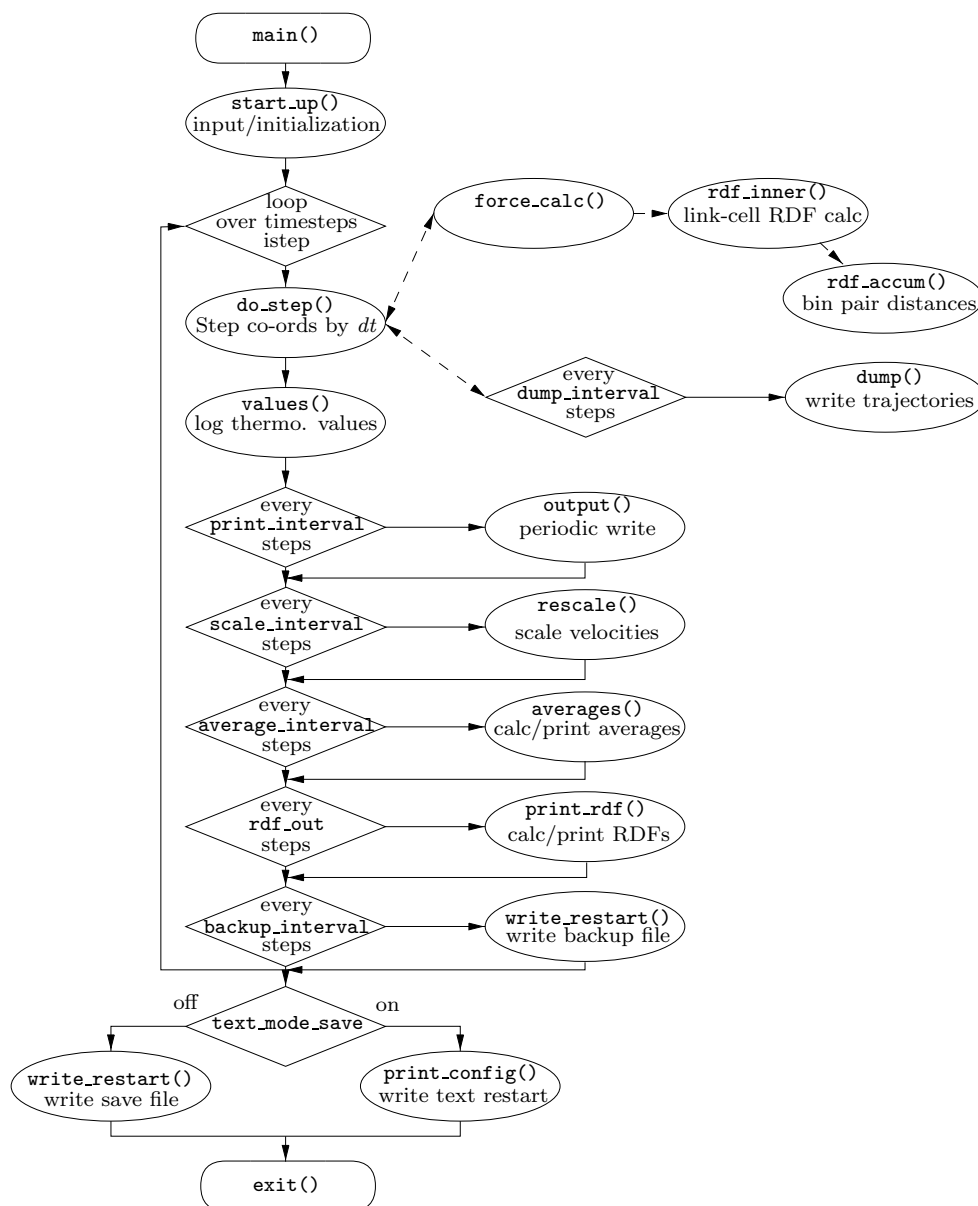 main()
start_up()
input/initialization
loop
over timesteps
istep
force_calc()
rdf_inner()
link-cell RDF calc
rdf_accum()
bin pair distances
do_step()
Step co-ords by dt
every
dump_interval
steps
dump()
write trajectories
values()
log thermo. values
every
print_interval
steps
output()
periodic write
every
scale_interval
steps
rescale()
scale velocities
every
average_interval
steps
averages()
calc/print averages
every
rdf_out
steps
print_rdf()
calc/print RDFs
every
backup_interval
steps
write_restart()
write backup file
off
on
text_mode_save
write_restart()
write save file
print_config()
write text restart
exit()